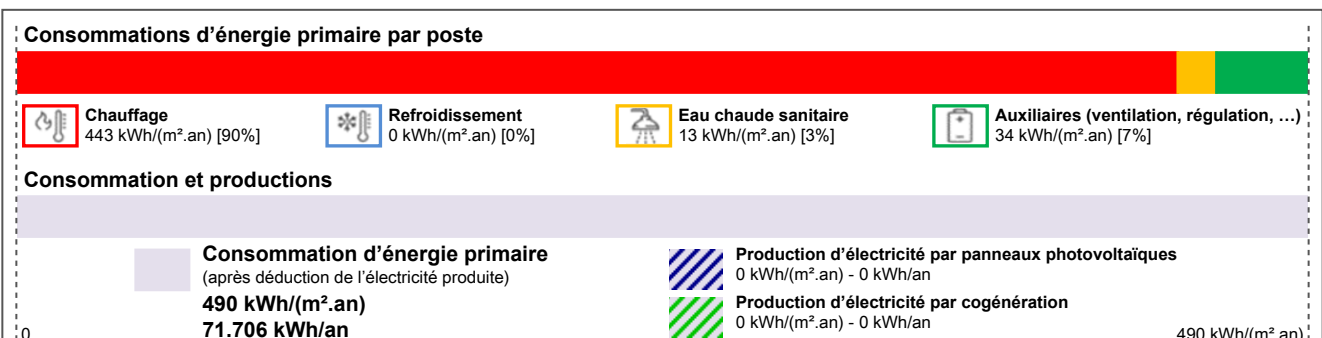 Consommations d’énergie primaire par poste
Chauffage
443 kWh/(m².an) [90%]
Refroidissement
0 kWh/(m².an) [0%]
Eau chaude sanitaire
13 kWh/(m².an) [3%]
Auxiliaires (ventilation, régulation, …)
34 kWh/(m².an) [7%]
Consommation et productions
Consommation d’énergie primaire
(après déduction de l’électricité produite)
490 kWh/(m².an)
71.706 kWh/an
Production d’électricité par panneaux photovoltaïques
0 kWh/(m².an) - 0 kWh/an
Production d’électricité par cogénération
0 kWh/(m².an) - 0 kWh/an
0
490 kWh/(m².an)